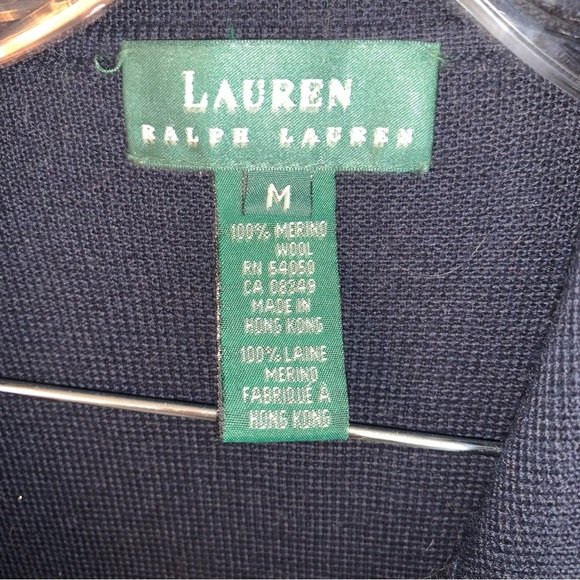 LAUREN
RALPH LAUREN
M
100% MERINO
WOOL
RN 54050
CA 08349
MADE IN
HONG KONG
100% LAINE
MERINO
FABRIQUÉ À
HONG KONG